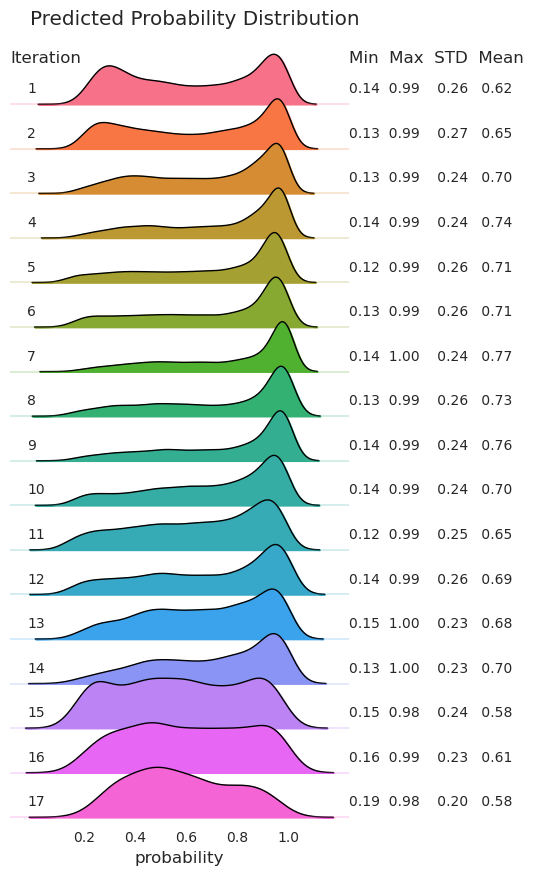 Predicted Probability Distribution
Iteration Min Max STD Mean
1 0.14 0.99 0.26 0.62
2 0.13 0.99 0.27 0.65
3 0.13 0.99 0.24 0.70
4 0.14 0.99 0.24 0.74
5 0.12 0.99 0.26 0.71
6 0.13 0.99 0.26 0.71
7 0.14 1.00 0.24 0.77
8 0.13 0.99 0.26 0.73
9 0.14 0.99 0.24 0.76
10 0.14 0.99 0.24 0.70
11 0.12 0.99 0.25 0.65
12 0.14 0.99 0.26 0.69
13 0.15 1.00 0.23 0.68
14 0.13 1.00 0.23 0.70
15 0.15 0.98 0.24 0.58
16 0.16 0.99 0.23 0.61
17 0.19 0.98 0.20 0.58
0.2 0.4 0.6 0.8 1.0
probability